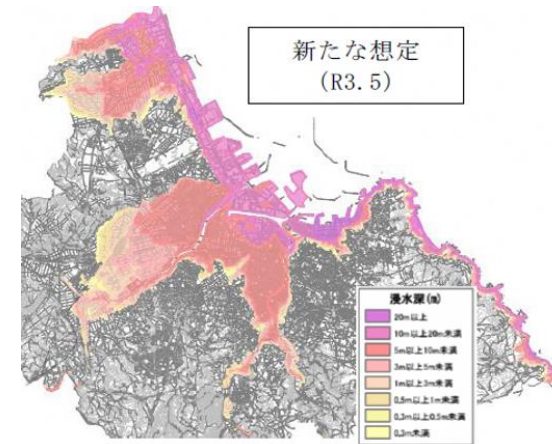 新たな想定
(R3.5)
浸水深(m)
20m以上
10m以上20m未満
5m以上10m未満
3m以上5m未満
1m以上3m未満
0.5m以上1m未満
0.3m以上0.5m未満
0.3m未満